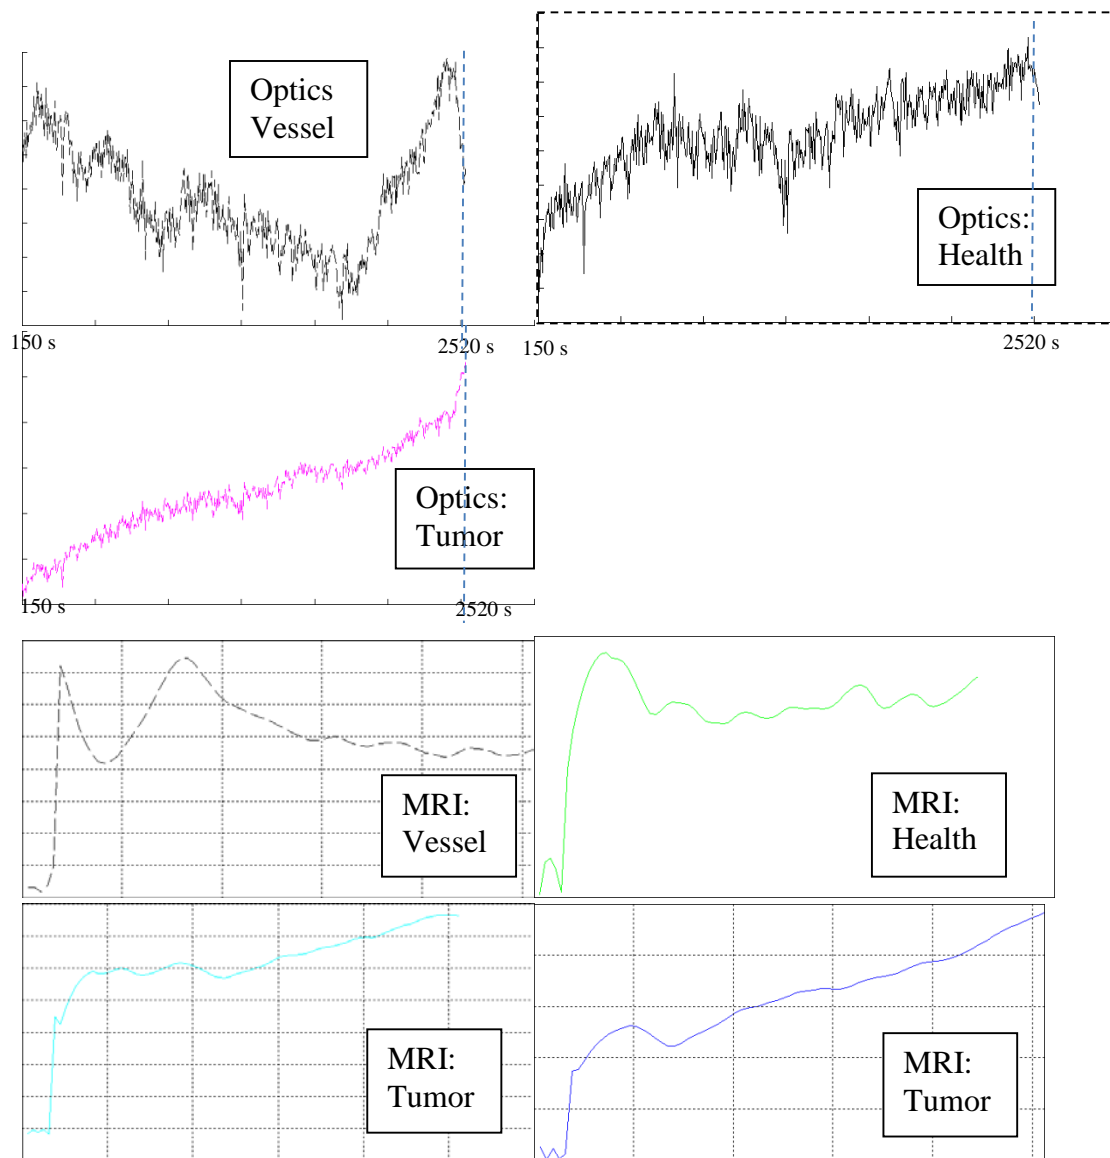 Optics
Vessel
Optics:
Health
150 s
2520 s
150 s
2520 s
Optics:
Tumor
150 s
2520 s
MRI:
Vessel
MRI:
Health
MRI:
Tumor
MRI:
Tumor